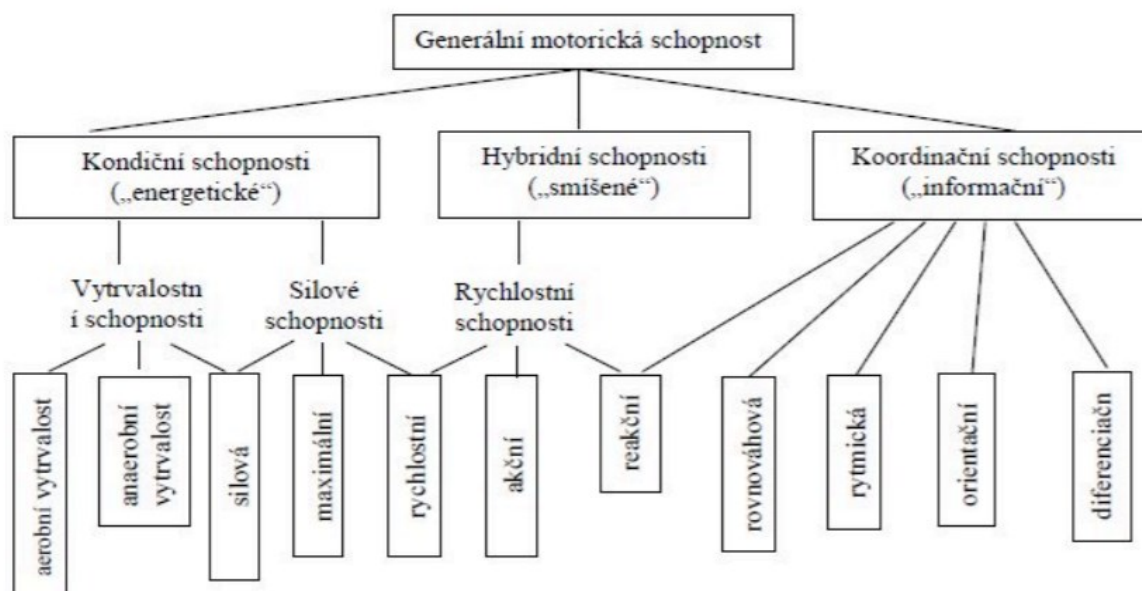 Generální motorická schopnost
Kondiční schopnosti
(„energetické“)
Hybridní schopnosti
(„smíšené“)
Koordinační schopnosti
(„informační“)
Vytrvalostn
í schopnosti
Silové
schopnosti
Rychlostní
schopnosti
aerobní vytrvalost
anaerobní
vytrvalost
silová
maximální
rychlostní
akční
reakční
rovnováhová
rytmická
orientační
diferenciačn